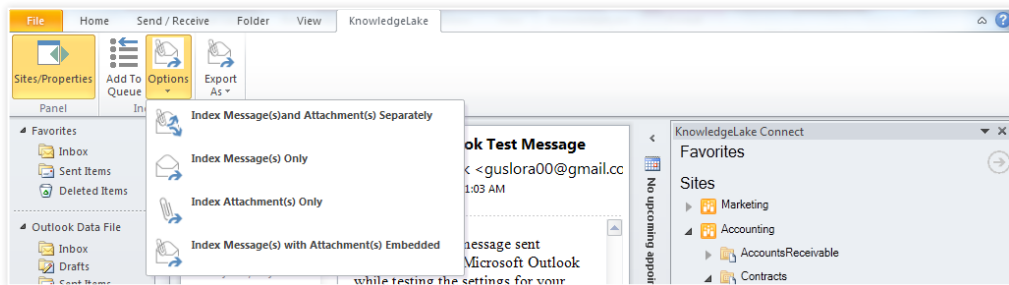 File Home Send / Receive Folder View KnowledgeLake
Sites/Properties Add To Queue Options Export As
Panel
Index Message(s)and Attachment(s) Separately
Index Message(s) Only
Index Attachment(s) Only
Index Message(s) with Attachment(s) Embedded
Favorites
Inbox
Sent Items
Deleted Items
Outlook Data File
Inbox
Drafts
Sent Items
Test Message
<guslora00@gmail.cc
1:03 AM
message sent
Microsoft Outlook
while testing the settings for your
No upcoming
KnowledgeLake Connect
Favorites
Sites
Marketing
Accounting
AccountsReceivable
Contracts